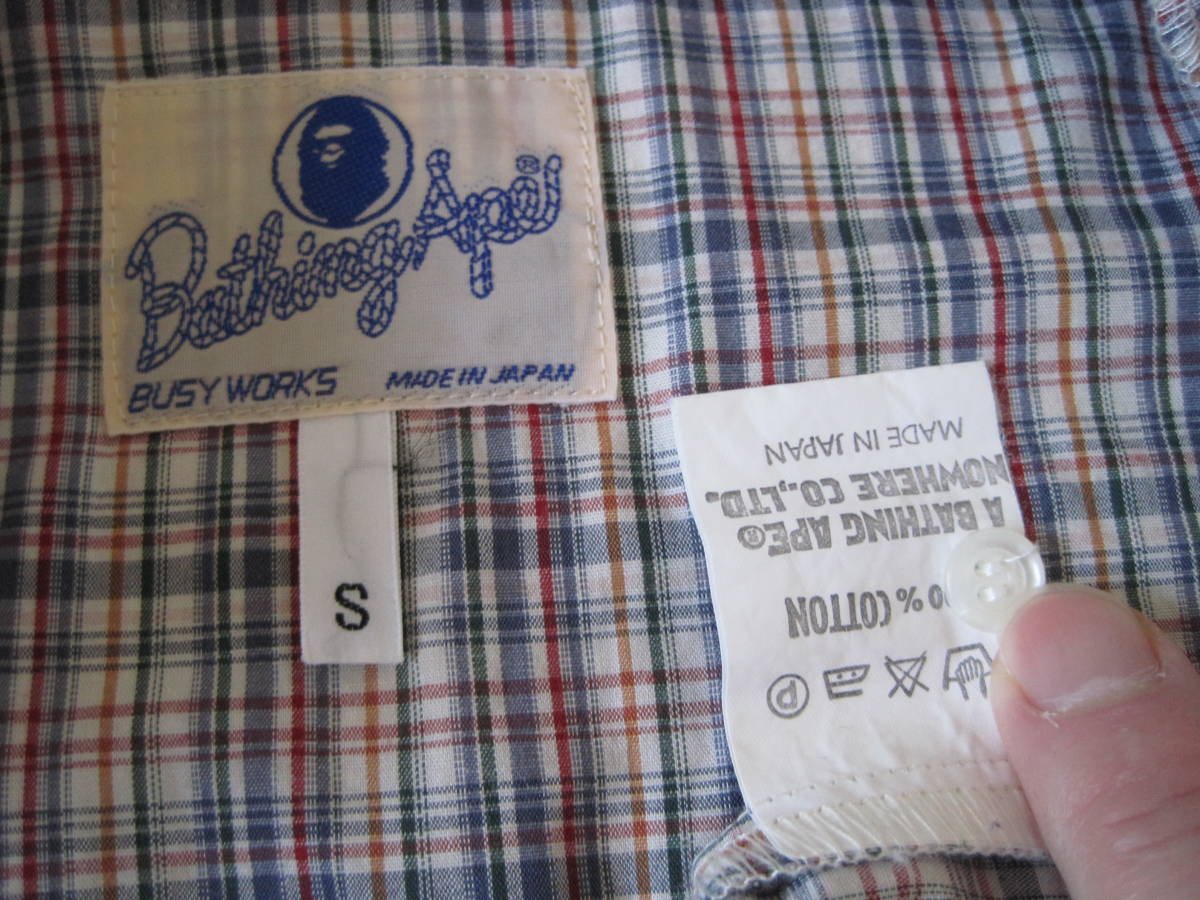 Bathing Ape®
BUSY WORKS MADE IN JAPAN
S
MADE IN JAPAN
NOWHERE CO.,LTD.
A BATHING APE®
% COTTON
P